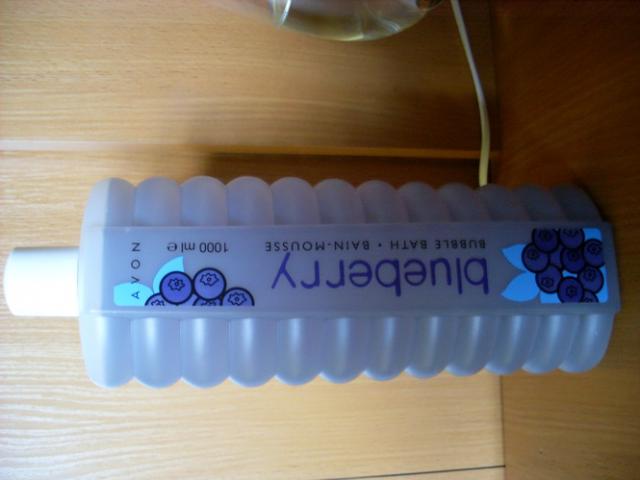 AVON
1000 ml e
blueberry
BUBBLE BATH • BAIN-MOUSSE